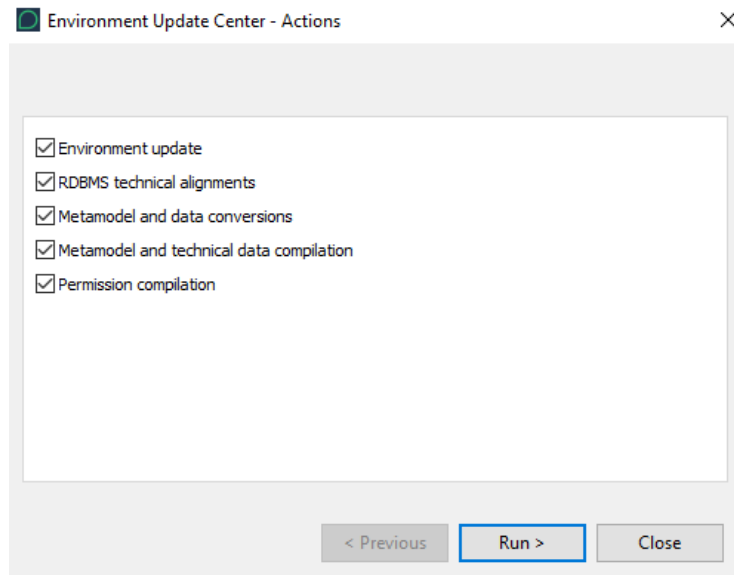 Environment Update Center - Actions
Environment update
RDBMS technical alignments
Metamodel and data conversions
Metamodel and technical data compilation
Permission compilation
< Previous
Run >
Close